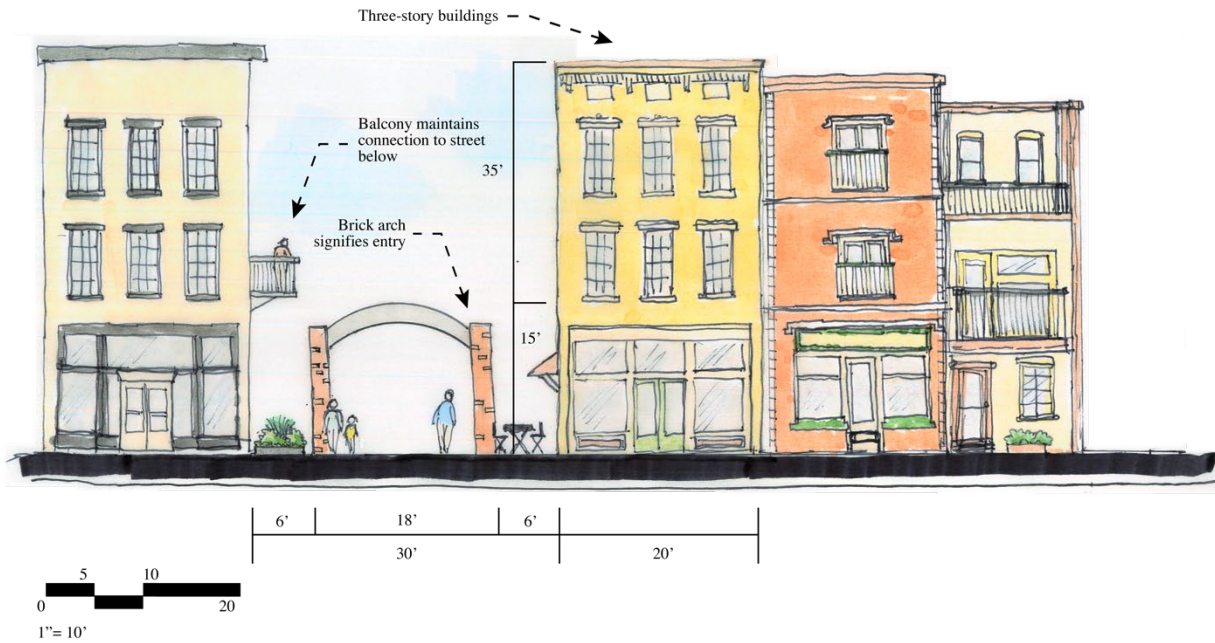 Three-story buildings
Balcony maintains
connection to street
below
35’
Brick arch
signifies entry
15’
6’
18’
6’
30’
20’
5
10
0
20
1”= 10’